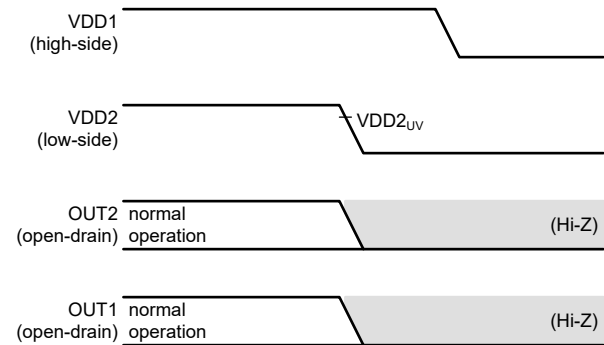 VDD1
(high-side)
VDD2
(low-side)
VDD2UV
OUT2
(open-drain)
normal
operation
(Hi-Z)
OUT1
(open-drain)
normal
operation
(Hi-Z)